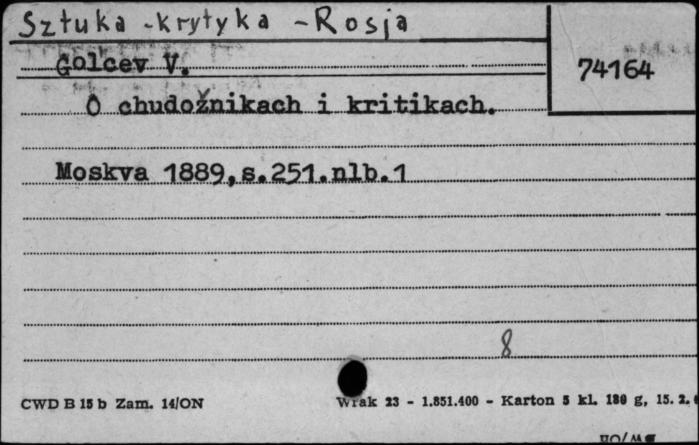 Sztuka - krytyka - Rosja
Golcev V.
74164
O chudožnikach i kritikach.
Moskva 1889,s.251.nlb.1
8
CWD B 15 b Zam. 14/ON
Wrak 23 - 1.851.400 - Karton 5 kl. 180 g, 15. 2.